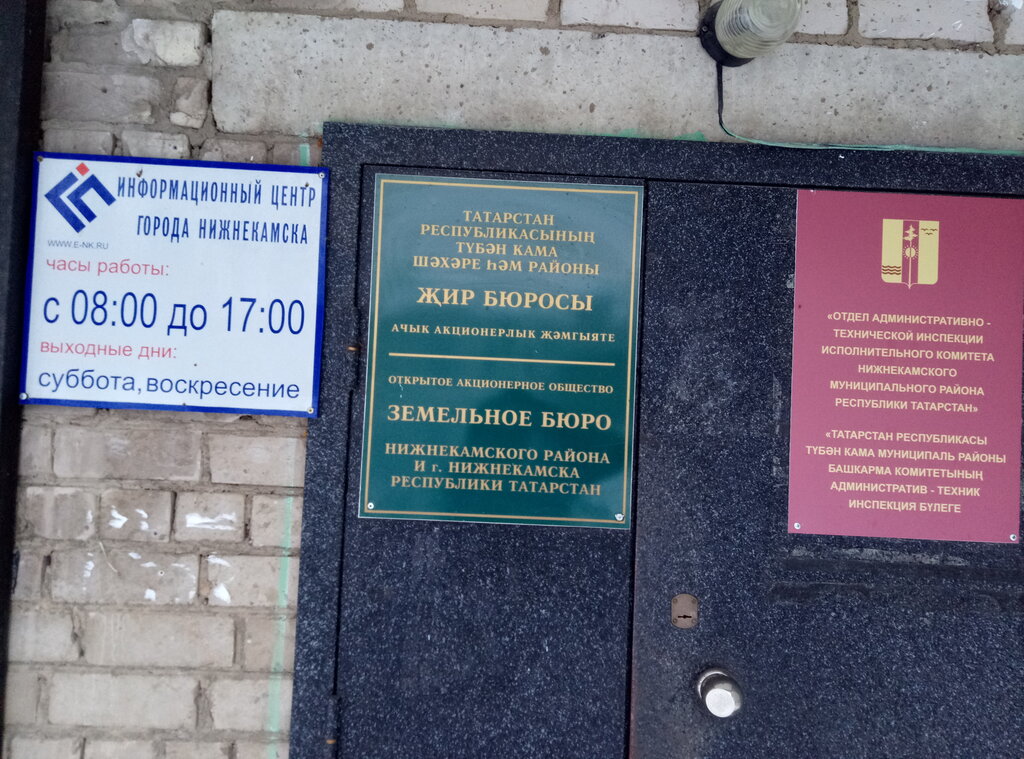 ИНФОРМАЦИОННЫЙ ЦЕНТР
ГОРОДА НИЖНЕКАМСКА
WWW.E-NK.RU
часы работы:
с 08:00 до 17:00
выходные дни:
суббота, воскресение
ТАТАРСТАН
РЕСПУБЛИКАСЫНЫҢ
ТҮБӘН КАМА
ШӘҺӘРЕ ҺӘМ РАЙОНЫ
ҖИР БЮРОСЫ
АЧЫК АКЦИОНЕРЛЫК ҖӘМГЫЯТЕ
ОТКРЫТОЕ АКЦИОНЕРНОЕ ОБЩЕСТВО
ЗЕМЕЛЬНОЕ БЮРО
НИЖНЕКАМСКОГО РАЙОНА
И г. НИЖНЕКАМСКА
РЕСПУБЛИКИ ТАТАРСТАН
«ОТДЕЛ АДМИНИСТРАТИВНО -
ТЕХНИЧЕСКОЙ ИНСПЕКЦИИ
ИСПОЛНИТЕЛЬНОГО КОМИТЕТА
НИЖНЕКАМСКОГО
МУНИЦИПАЛЬНОГО РАЙОНА
РЕСПУБЛИКИ ТАТАРСТАН»
«ТАТАРСТАН РЕСПУБЛИКАСЫ
ТҮБӘН КАМА МУНИЦИПАЛЬ РАЙОНЫ
БАШКАРМА КОМИТЕТЫНЫҢ
АДМИНИСТРАТИВ - ТЕХНИК
ИНСПЕКЦИЯ БҮЛЕГЕ